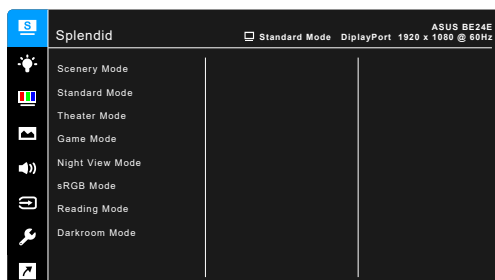 S
ASUS BE24E
Splendid
Standard Mode DiplayPort 1920 x 1080 @ 60Hz
Scenery Mode
Standard Mode
Theater Mode
Game Mode
Night View Mode
sRGB Mode
Reading Mode
Darkroom Mode